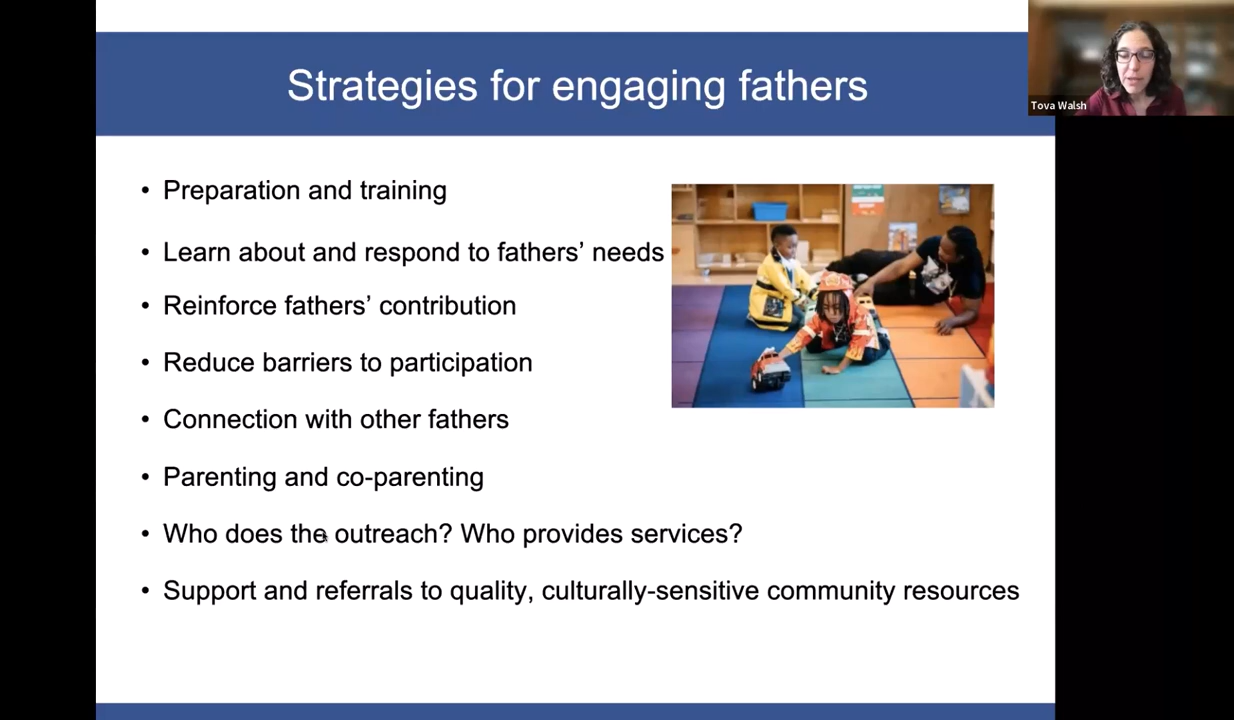 Strategies for engaging fathers
Tova Walsh
• Preparation and training
• Learn about and respond to fathers’ needs
• Reinforce fathers’ contribution
• Reduce barriers to participation
• Connection with other fathers
• Parenting and co-parenting
• Who does the outreach? Who provides services?
• Support and referrals to quality, culturally-sensitive community resources